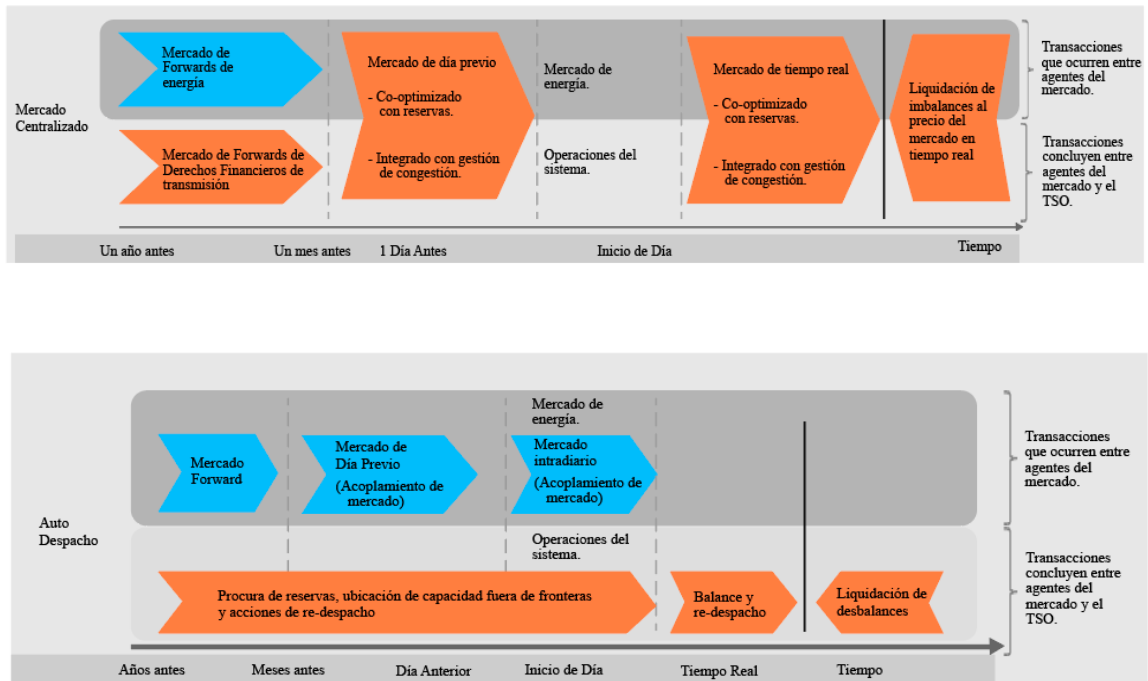 Mercado
Centralizado
Mercado de
Forwards de
energía
Mercado de Forwards de
Derechos Financieros de
transmisión
Mercado de día previo
- Co-optimizado
con reservas.
- Integrado con gestión
de congestión.
Mercado de
energía.
Operaciones del
sistema.
Mercado de tiempo real
- Co-optimizado
con reservas.
- Integrado con gestión
de congestión.
Liquidación de
imbalances al
precio del
mercado en
tiempo real
Transacciones
que ocurren entre
agentes del
mercado.
Transacciones
concluyen entre
agentes del
mercado y el
TSO.
Un año antes
Un mes antes
1 Día Antes
Inicio de Día
Tiempo
Auto
Despacho
Mercado
Forward
Mercado de
Día Previo
(Acoplamiento de
mercado)
Mercado de
energía.
Mercado
intradiario
(Acoplamiento de
mercado)
Operaciones del
sistema.
Procura de reservas, ubicación de capacidad fuera de fronteras
y acciones de re-despacho
Balance y
re-despacho
Liquidación de
desbalances
Transacciones
que ocurren entre
agentes del
mercado.
Transacciones
concluyen entre
agentes del
mercado y el
TSO.
Años antes
Meses antes
Día Anterior
Inicio de Día
Tiempo Real
Tiempo